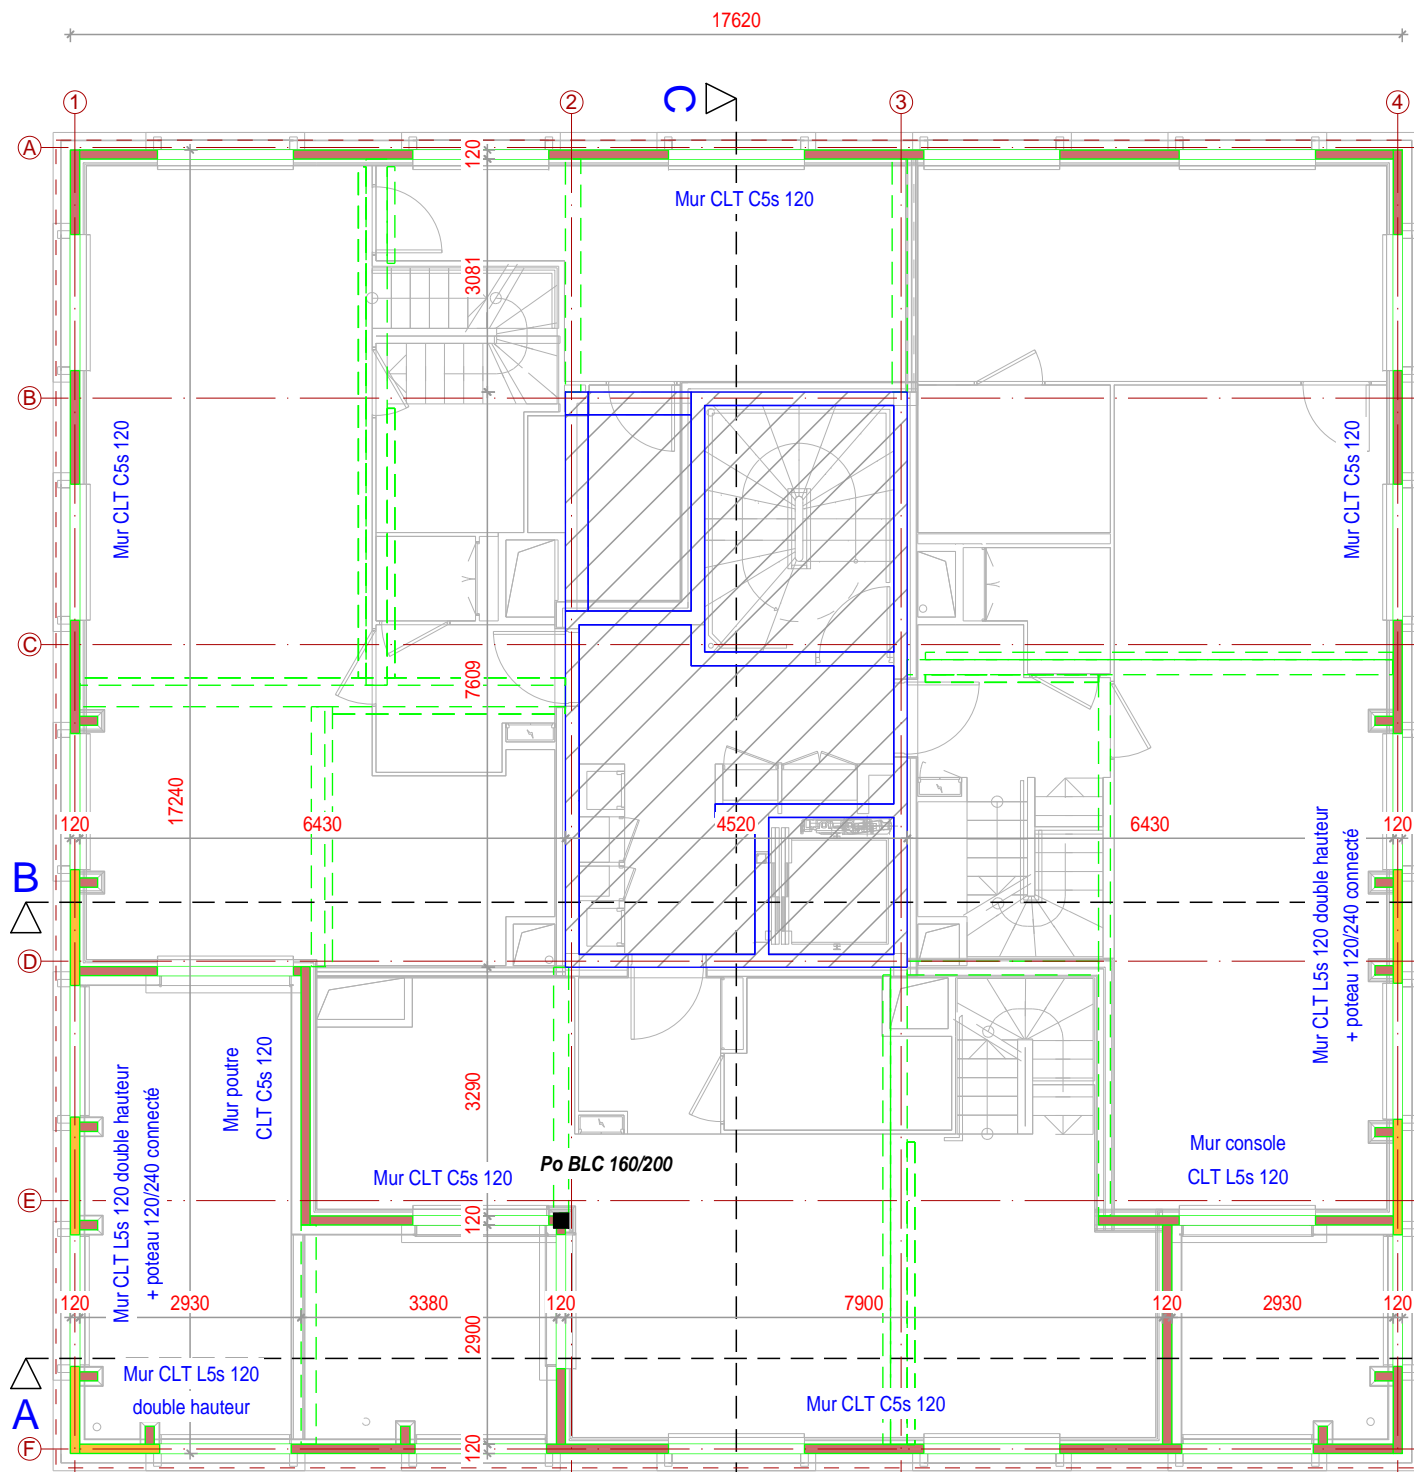 17620
1
2
C
3
4
A
120
Mur CLT C5s 120
3081
B
Mur CLT C5s 120
Mur CLT C5s 120
C
7609
17240
120
6430
4520
6430
120
B
Mur CLT L5s 120 double hauteur
+ poteau 120/240 connecté
D
Mur poutre
CLT C5s 120
Mur CLT L5s 120 double hauteur
+ poteau 120/240 connecté
3290
Mur console
CLT L5s 120
Po BLC 160/200
Mur CLT C5s 120
E
120
120
2930
3380
120
7900
120
2930
120
2900
Mur CLT L5s 120
double hauteur
A
Mur CLT C5s 120
F
120